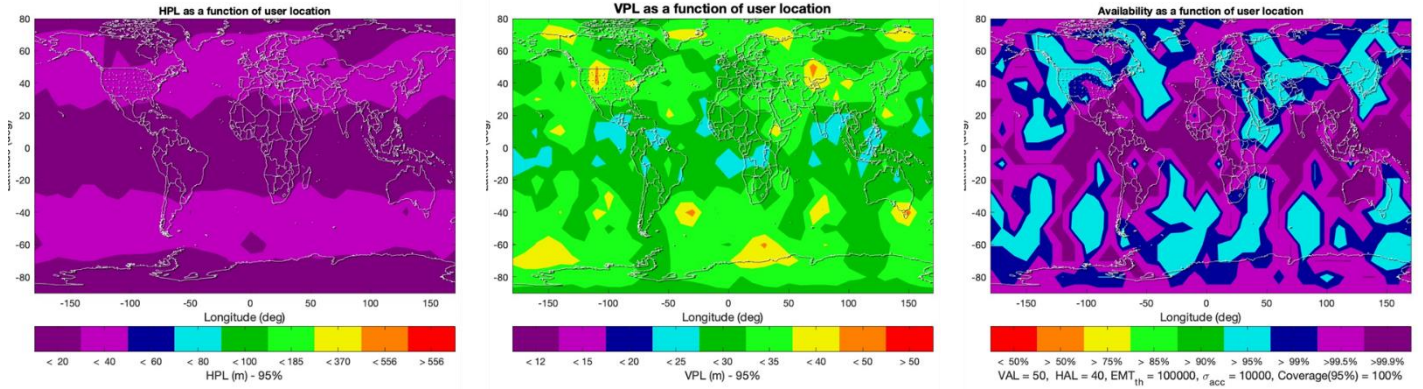 HPL as a function of user location
80
60
40
20
0
-20
-40
-60
-80
-150 -100 -50 0 50 100 150
Longitude (deg)
< 20 < 40 < 60 < 80 <100 <185 <370 <556 >556
HPL (m) - 95%
VPL as a function of user location
80
60
40
20
0
-20
-40
-60
-80
-150 -100 -50 0 50 100 150
Longitude (deg)
<12 <15 <20 <25 <30 <35 <40 <50 >50
VPL (m) - 95%
Availability as a function of user location
80
60
40
20
0
-20
-40
-60
-80
-150 -100 -50 0 50 100 150
Longitude (deg)
< 50% > 50% > 75% > 85% > 90% > 95% > 99% >99.5% >99.9%
VAL = 50, HAL = 40, EMT_th = 100000, σ_acc = 10000, Coverage(95%) = 100%